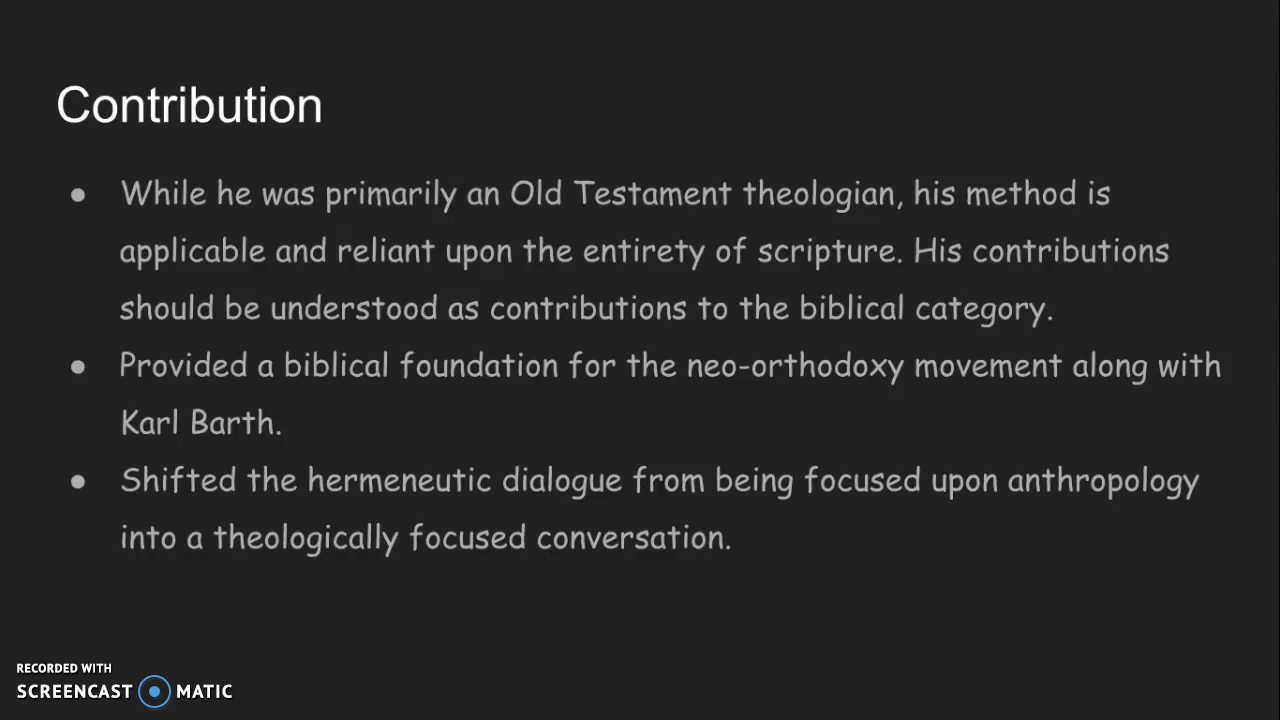 Contribution
● While he was primarily an Old Testament theologian, his method is
applicable and reliant upon the entirety of scripture. His contributions
should be understood as contributions to the biblical category.
● Provided a biblical foundation for the neo-orthodoxy movement along with
Karl Barth.
● Shifted the hermeneutic dialogue from being focused upon anthropology
into a theologically focused conversation.
RECORDED WITH
SCREENCAST MATIC